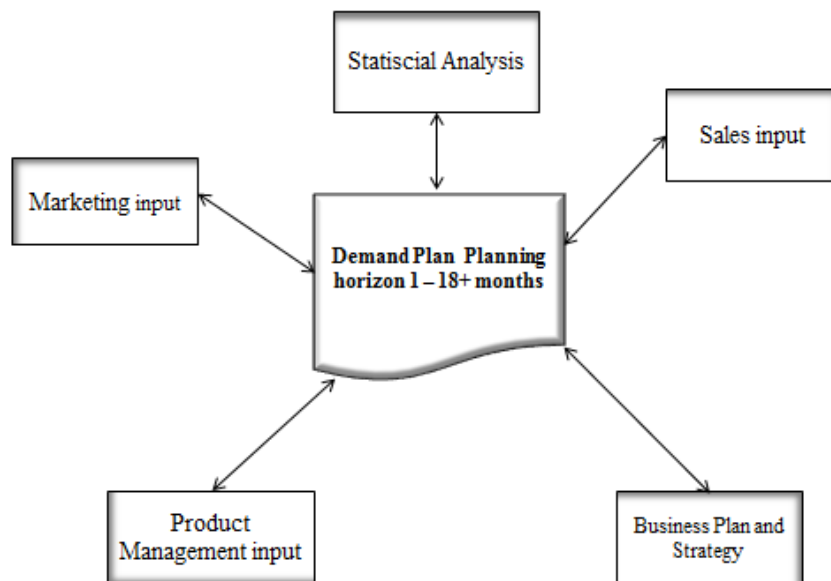 Statiscial Analysis
Sales input
Marketing input
Demand Plan Planning
horizon 1 – 18+ months
Product
Management input
Business Plan and
Strategy